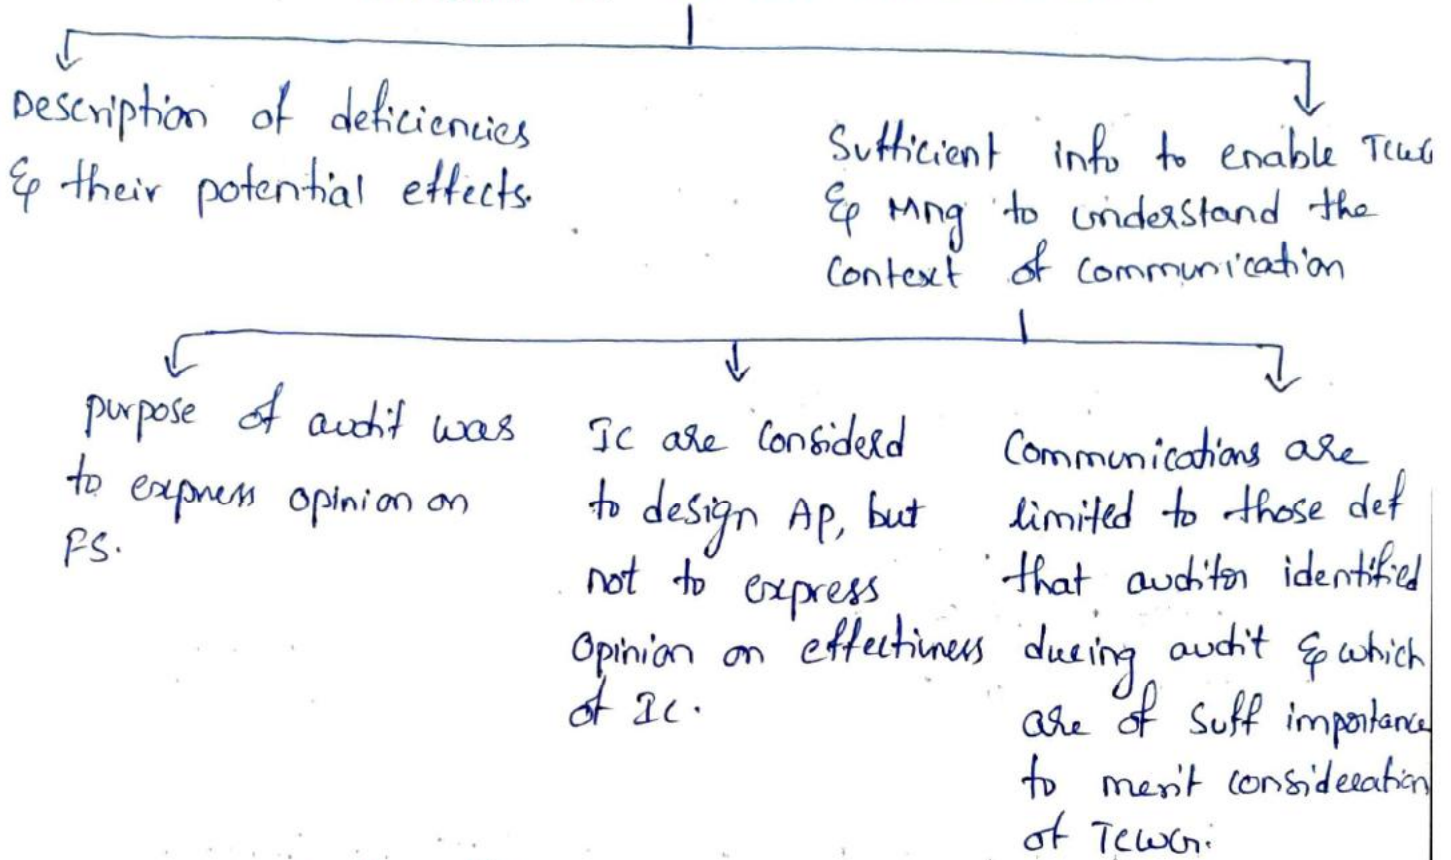 Description of deficiencies
& their potential effects.
Sufficient info to enable TCWG
& Mng to understand the
Context of communication
purpose of audit was
to express opinion on
FS.
IC are Considerd
to design AP, but
not to express
Opinion on effectiveness
of IC.
Communications are
limited to those def
that auditor identified
during audit & which
are of Suff importance
to merit consideration
of TCWG.